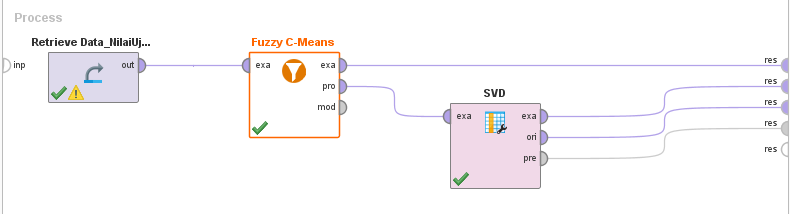 Process
Retrieve Data_NilaiUj...
Fuzzy C-Means
inp
out
exa
exa
pro
mod
SVD
exa
exa
ori
pre
res
res
res
res
res